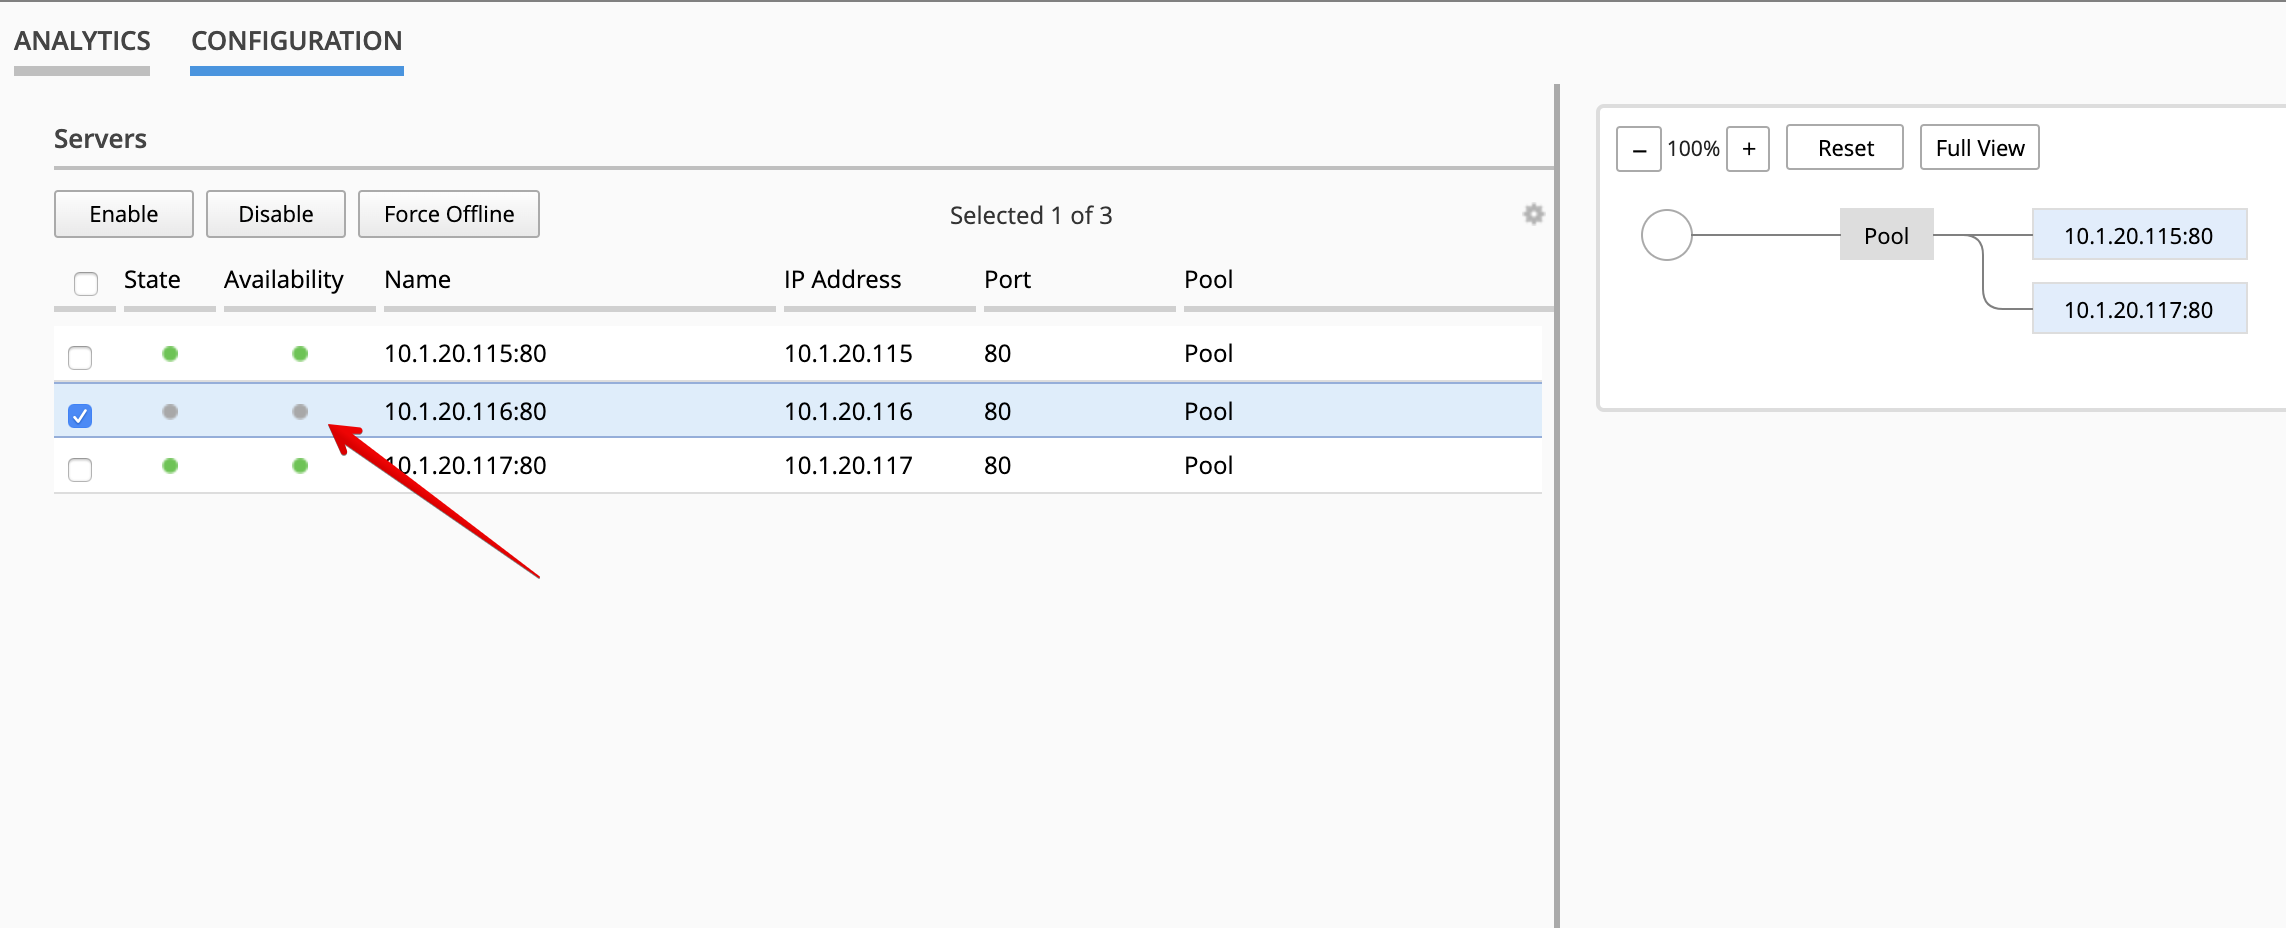 ANALYTICS CONFIGURATION
Servers
Enable Disable Force Offline Selected 1 of 3
State Availability Name IP Address Port Pool
10.1.20.115:80 10.1.20.115 80 Pool
10.1.20.116:80 10.1.20.116 80 Pool
10.1.20.117:80 10.1.20.117 80 Pool
– 100% + Reset Full View
Pool 10.1.20.115:80
10.1.20.117:80